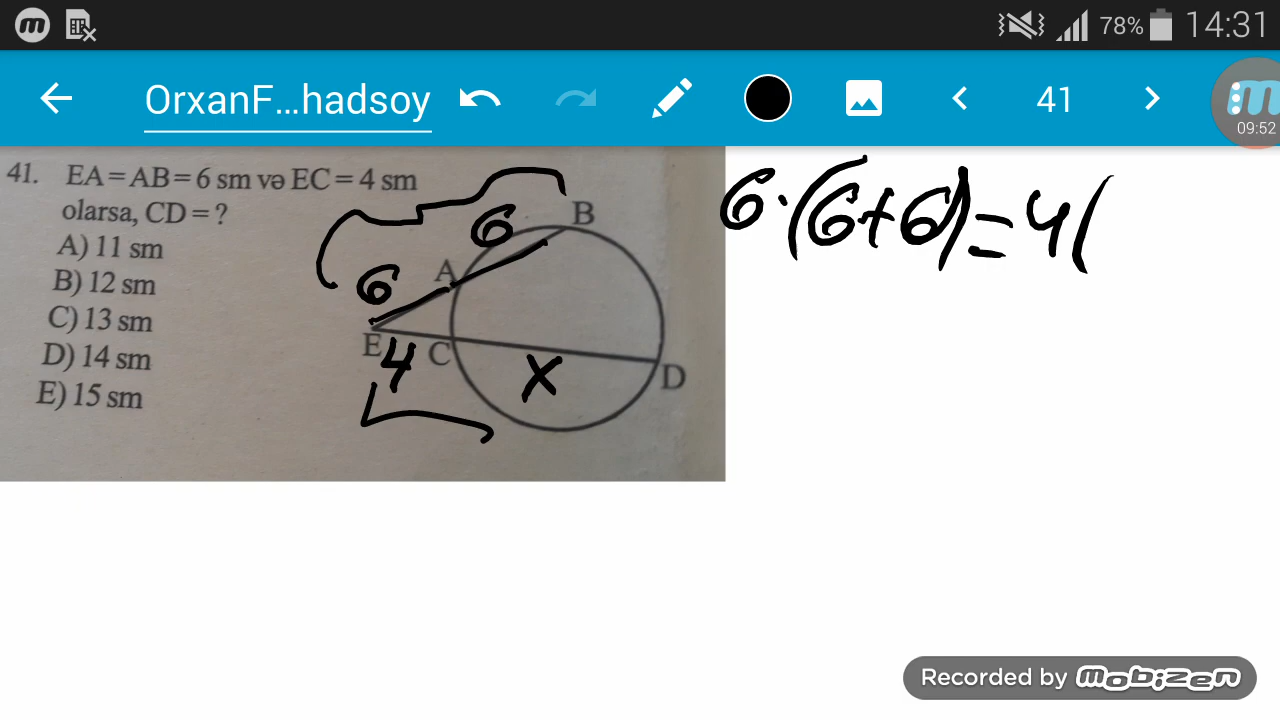 78% 14:31
OrxanF...hadsoy 41
09:52
41. EA=AB=6 sm və EC=4 sm
olarsa, CD=?
A) 11 sm
B) 12 sm
C) 13 sm
D) 14 sm
E) 15 sm
6 B
6 A
E 4 C X D
6·(6+6)=4(
Recorded by mobizen